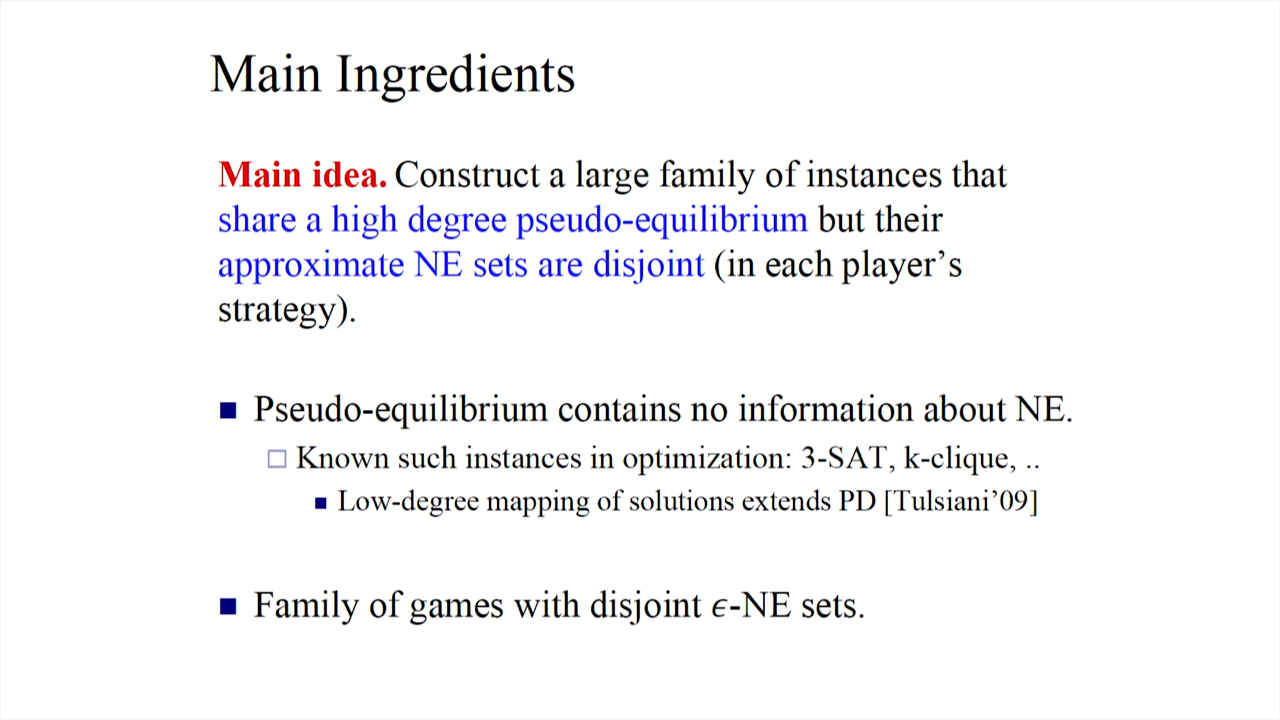 Main Ingredients
Main idea. Construct a large family of instances that
share a high degree pseudo-equilibrium but their
approximate NE sets are disjoint (in each player’s
strategy).
Pseudo-equilibrium contains no information about NE.
Known such instances in optimization: 3-SAT, k-clique, ..
Low-degree mapping of solutions extends PD [Tulsiani’09]
Family of games with disjoint ϵ-NE sets.